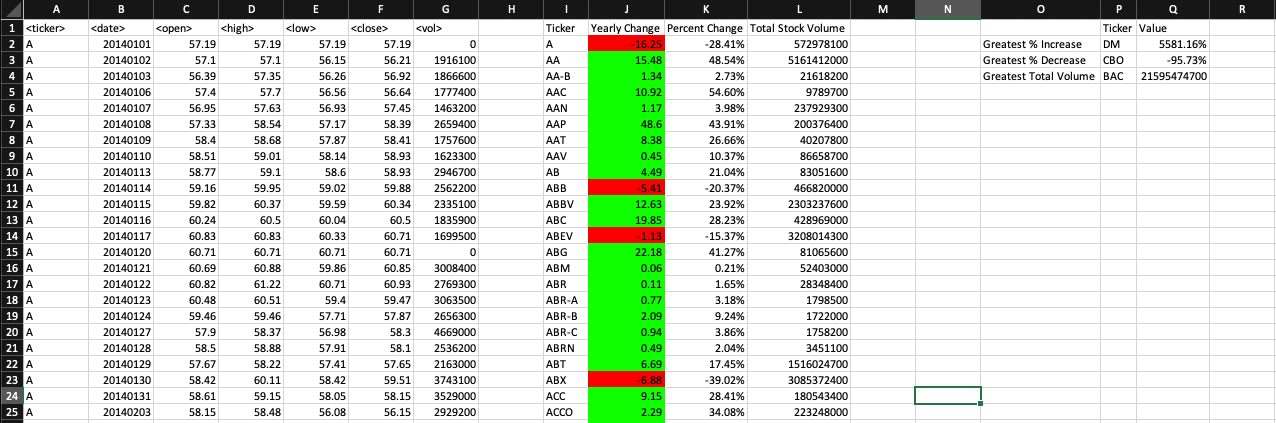 A B C D E F G H I J K L M N O P Q R
1 <ticker> <date> <open> <high> <low> <close> <vol> Ticker Yearly Change Percent Change Total Stock Volume Ticker Value
2 A 20140101 57.19 57.19 57.19 57.19 0 A -16.25 -28.41% 572978100 Greatest % Increase DM 5581.16%
3 A 20140102 57.1 57.1 56.15 56.21 1916100 AA 15.48 48.54% 5161412000 Greatest % Decrease CBO -95.73%
4 A 20140103 56.39 57.35 56.26 56.92 1866600 AA-B 1.34 2.73% 21618200 Greatest Total Volume BAC 21595474700
5 A 20140106 57.4 57.7 56.56 56.64 1777400 AAC 10.92 54.60% 9789700
6 A 20140107 56.95 57.63 56.93 57.45 1463200 AAN 1.17 3.98% 237929300
7 A 20140108 57.33 58.54 57.17 58.39 2659400 AAP 48.6 43.91% 200376400
8 A 20140109 58.4 58.68 57.87 58.41 1757600 AAT 8.38 26.66% 40207800
9 A 20140110 58.51 59.01 58.14 58.93 1623300 AAV 0.45 10.37% 86658700
10 A 20140113 58.77 59.1 58.6 58.93 2946700 AB 4.49 21.04% 83051600
11 A 20140114 59.16 59.95 59.02 59.88 2562200 ABB -5.41 -20.37% 466820000
12 A 20140115 59.82 60.37 59.59 60.34 2335100 ABBV 12.63 23.92% 2303237600
13 A 20140116 60.24 60.5 60.04 60.5 1835900 ABC 19.85 28.23% 428969000
14 A 20140117 60.83 60.83 60.33 60.71 1699500 ABEV -1.13 -15.37% 3208014300
15 A 20140120 60.71 60.71 60.71 60.71 0 ABG 22.18 41.27% 81065600
16 A 20140121 60.69 60.88 59.86 60.85 3008400 ABM 0.06 0.21% 52403000
17 A 20140122 60.82 61.22 60.71 60.93 2769300 ABR 0.11 1.65% 28348400
18 A 20140123 60.48 60.51 59.4 59.47 3063500 ABR-A 0.77 3.18% 1798500
19 A 20140124 59.46 59.46 57.71 57.87 2656300 ABR-B 2.09 9.24% 1722000
20 A 20140127 57.9 58.37 56.98 58.3 4669000 ABR-C 0.94 3.86% 1758200
21 A 20140128 58.5 58.88 57.91 58.1 2536200 ABRN 0.49 2.04% 3451100
22 A 20140129 57.67 58.22 57.41 57.65 2163000 ABT 6.69 17.45% 1516024700
23 A 20140130 58.42 60.11 58.42 59.51 3743100 ABX -6.88 -39.02% 3085372400
24 A 20140131 58.61 59.15 58.05 58.15 3529000 ACC 9.15 28.41% 180543400
25 A 20140203 58.15 58.48 56.08 56.15 2929200 ACCO 2.29 34.08% 223248000